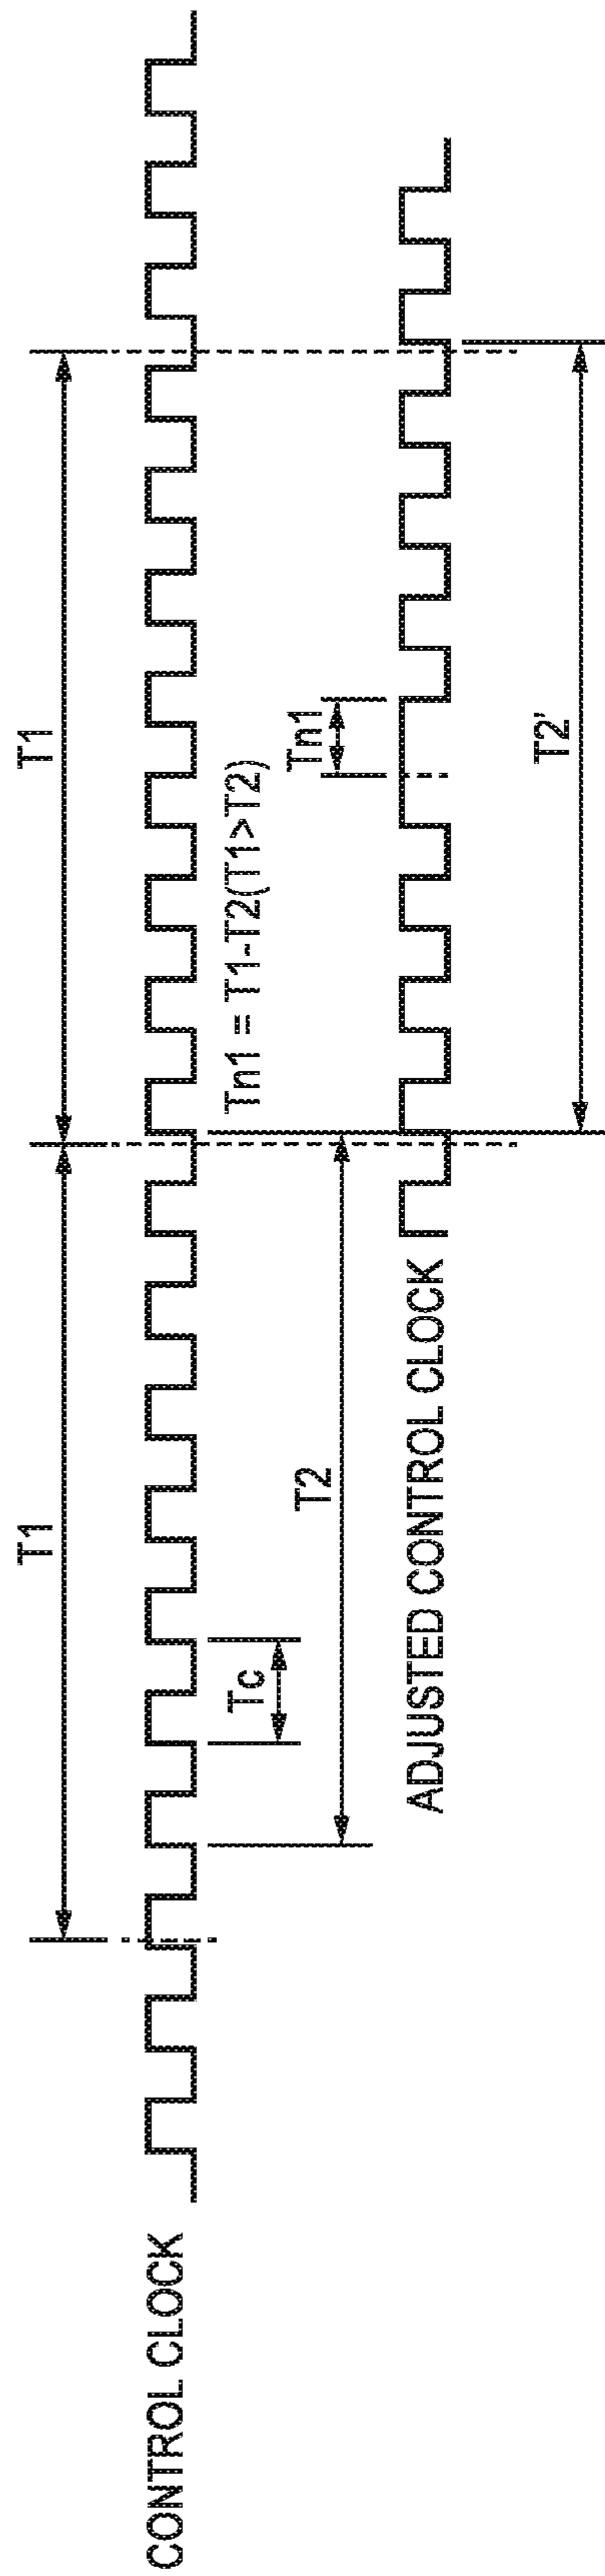 T1
T1
CONTROL CLOCK
Tc
Tn1 = T1-T2(T1>T2)
T2
Tn1
ADJUSTED CONTROL CLOCK
T2'